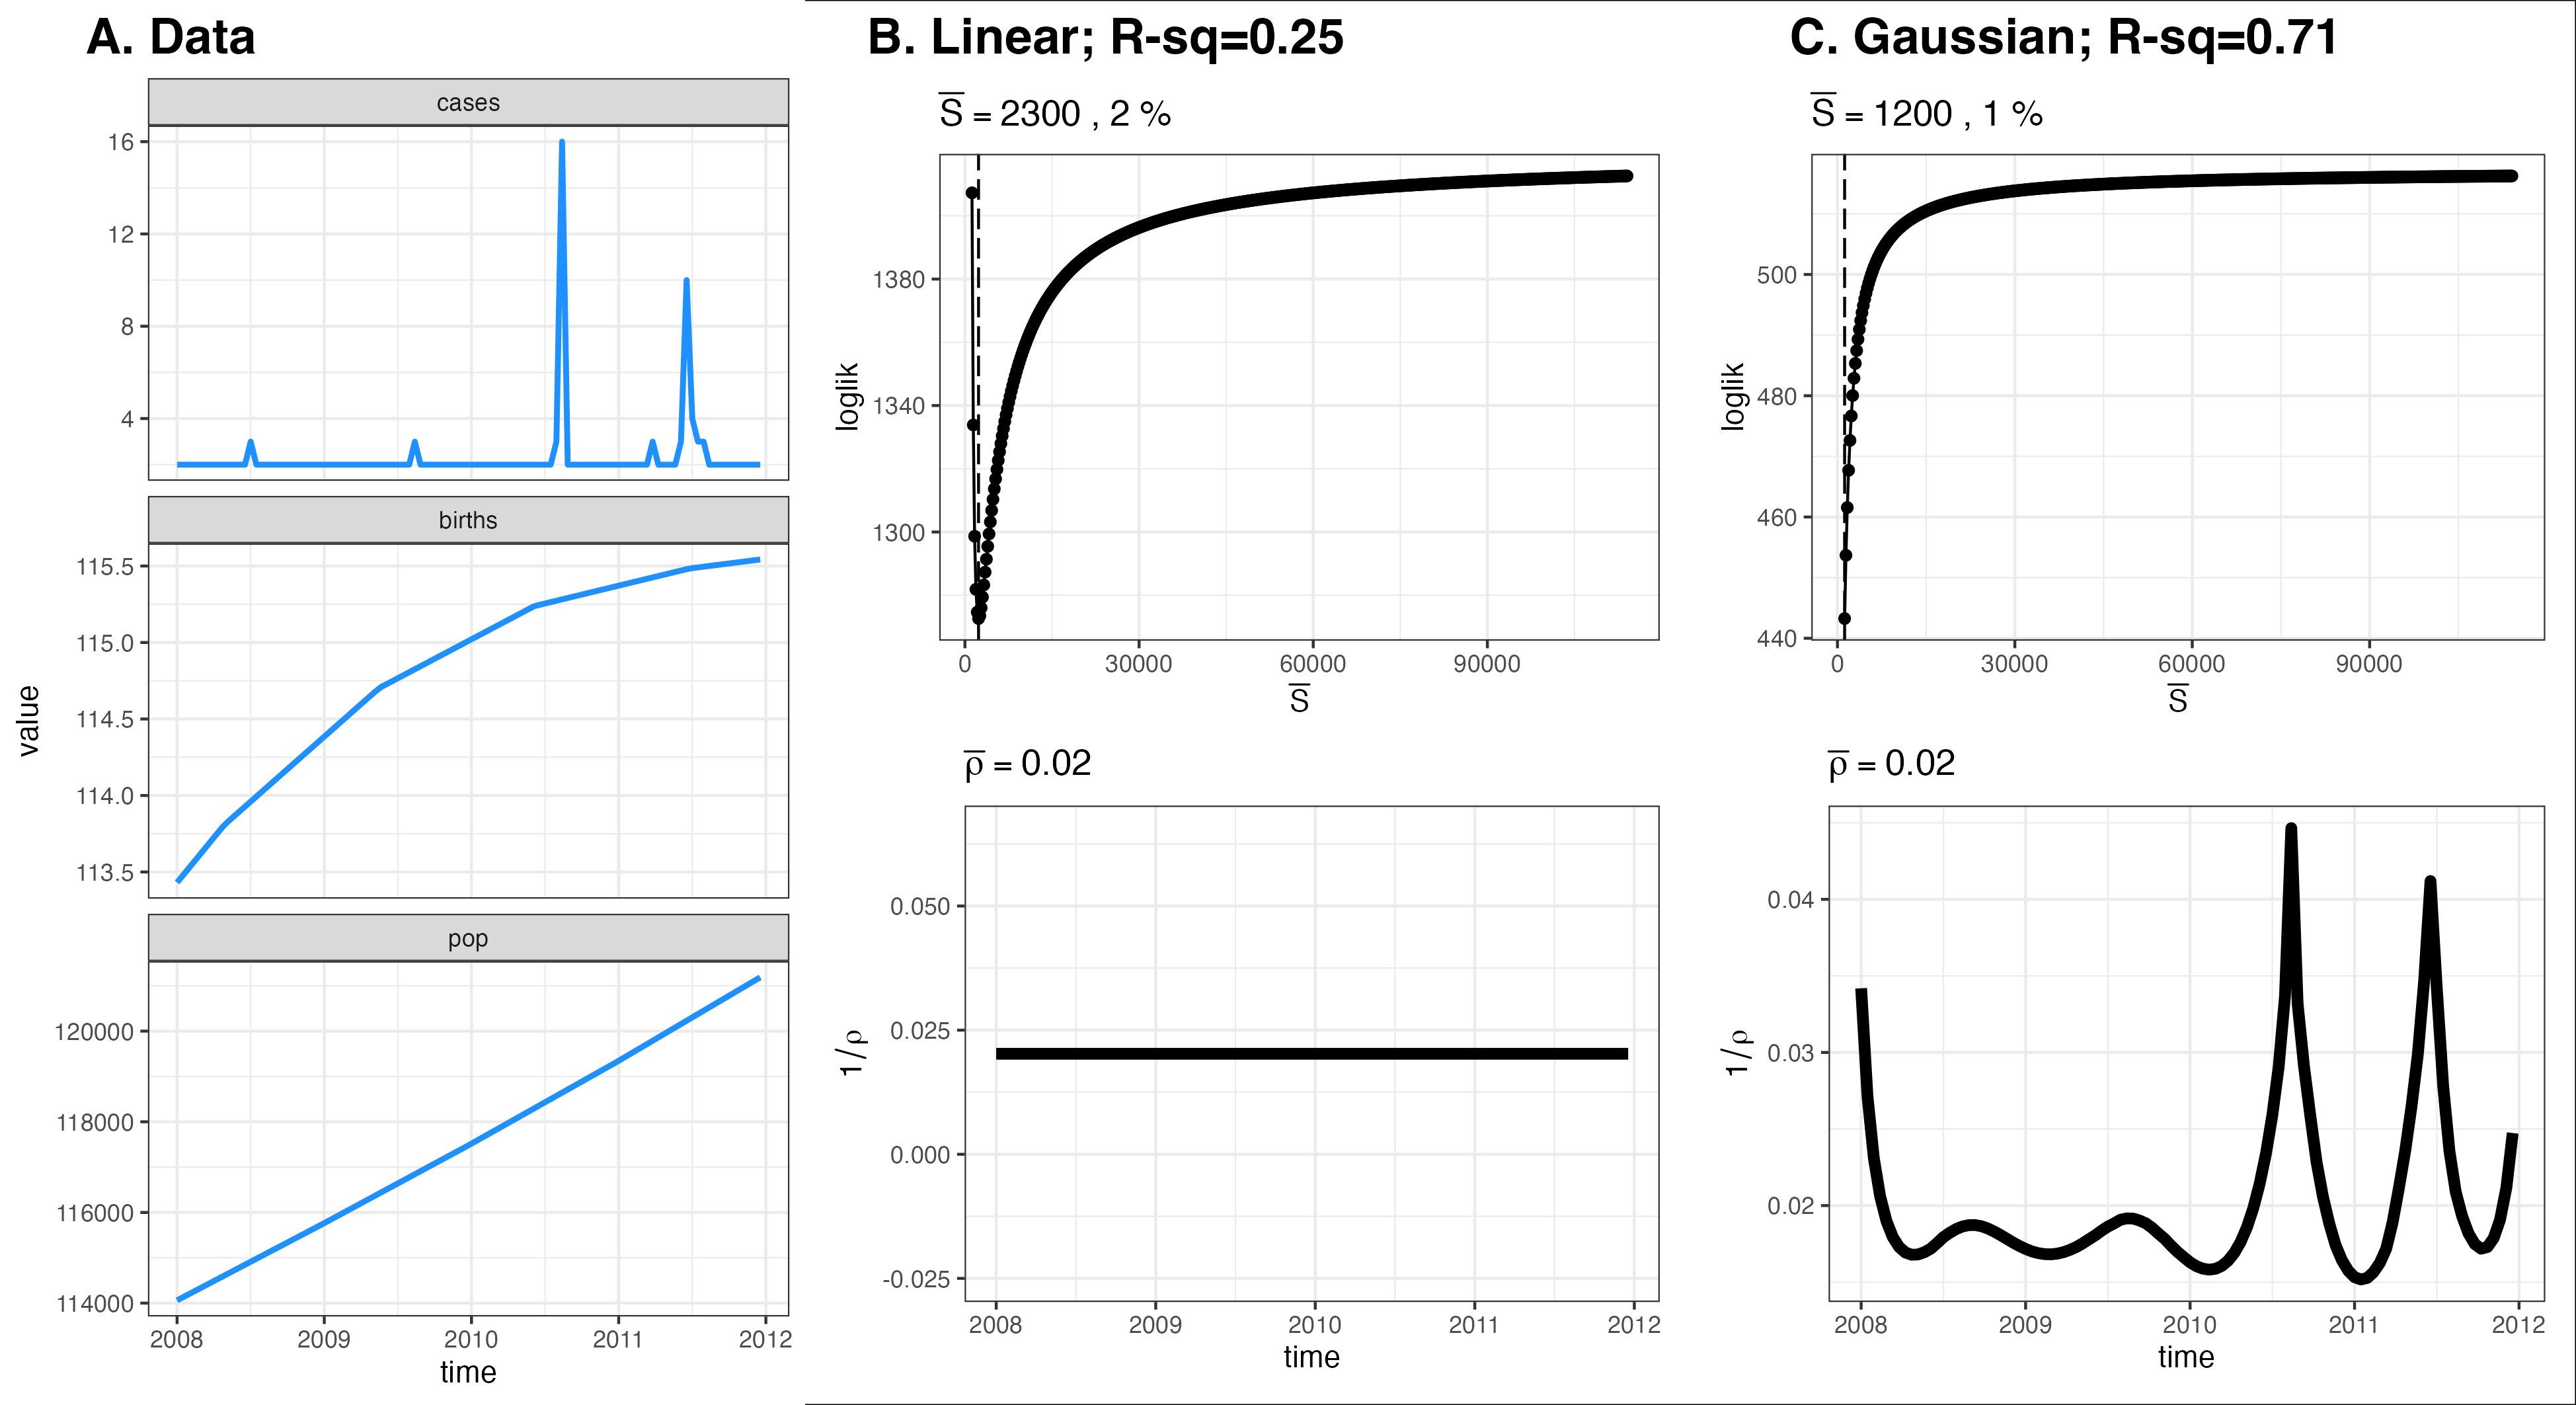 A. Data
cases
16
12
8
4
births
115.5
115.0
114.5
114.0
113.5
pop
120000
118000
116000
114000
2008 2009 2010 2011 2012
time
value
B. Linear; R-sq=0.25
S̅ = 2300 , 2 %
1380
1340
1300
loglik
0 30000 60000 90000
S̅
ρ̅ = 0.02
0.050
0.025
0.000
-0.025
1/ρ
2008 2009 2010 2011 2012
time
C. Gaussian; R-sq=0.71
S̅ = 1200 , 1 %
500
480
460
440
loglik
0 30000 60000 90000
S̅
ρ̅ = 0.02
0.04
0.03
0.02
1/ρ
2008 2009 2010 2011 2012
time